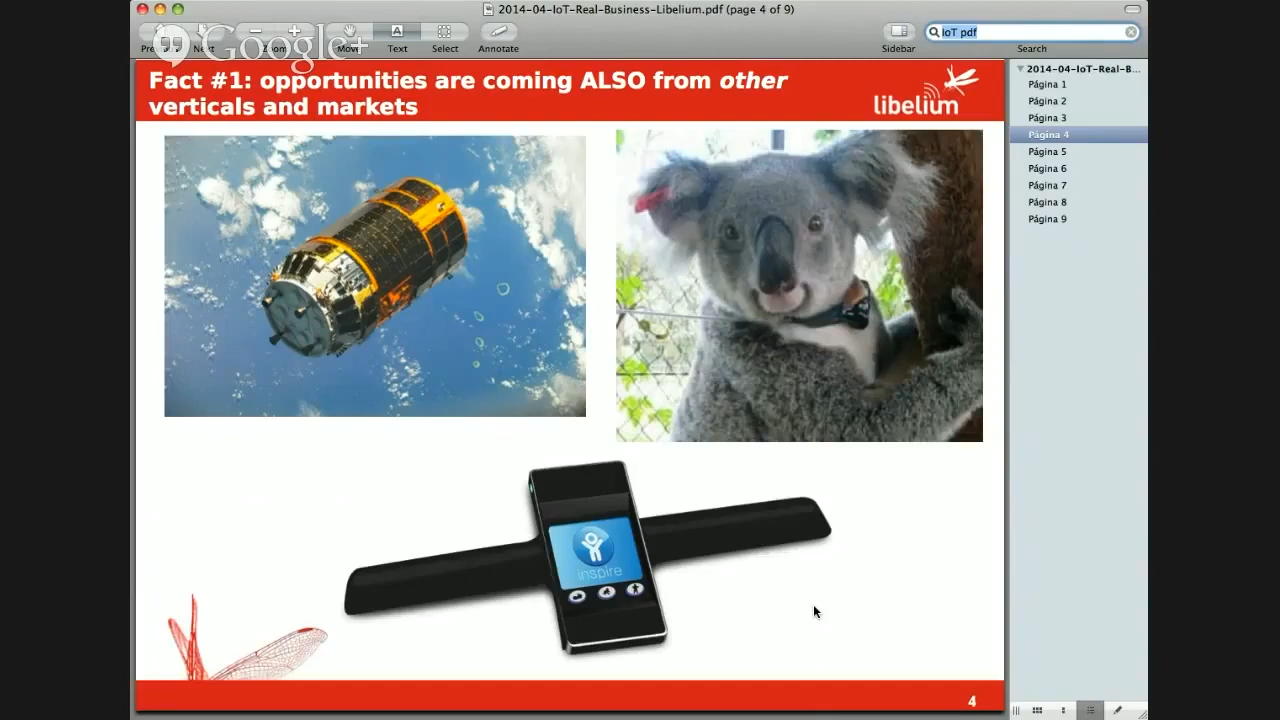 2014-04-IoT-Real-Business-Libelium.pdf (page 4 of 9)
Google+
Next
Zoom
Move
Text
Select
Annotate
Sidebar
IoT pdf
Search
Fact #1: opportunities are coming ALSO from other
verticals and markets
libelium
inspire
4
2014-04-IoT-Real-B...
Página 1
Página 2
Página 3
Página 4
Página 5
Página 6
Página 7
Página 8
Página 9